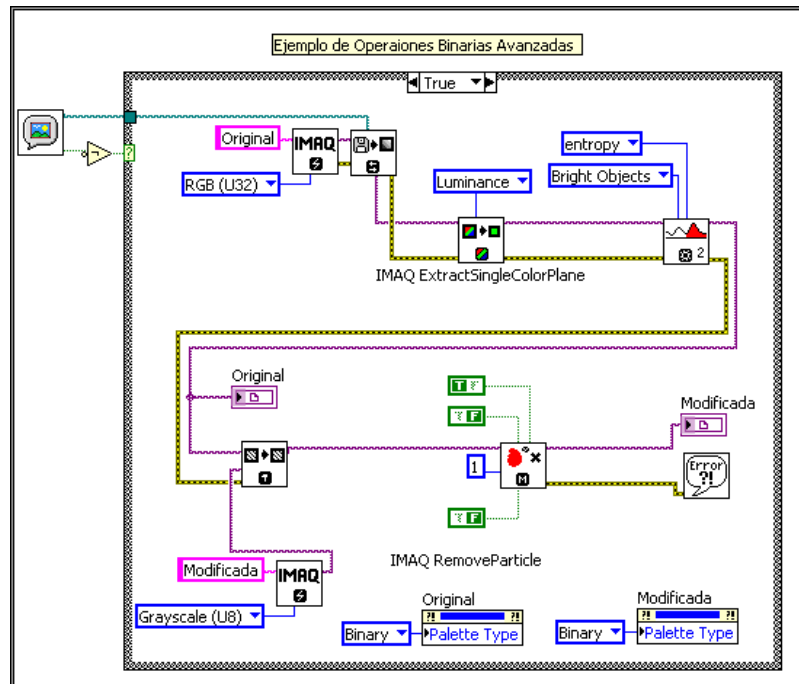 Ejemplo de Operaiones Binarias Avanzadas
True
Original
IMAQ
RGB (U32)
entropy
Bright Objects
Luminance
2
IMAQ ExtractSingleColorPlane
?
Original
T
F
Modificada
1
M
Error
?!
T
F
IMAQ RemoveParticle
Modificada
IMAQ
Grayscale (U8)
Original
?! ?!
Binary
Palette Type
Modificada
?! ?!
Binary
Palette Type